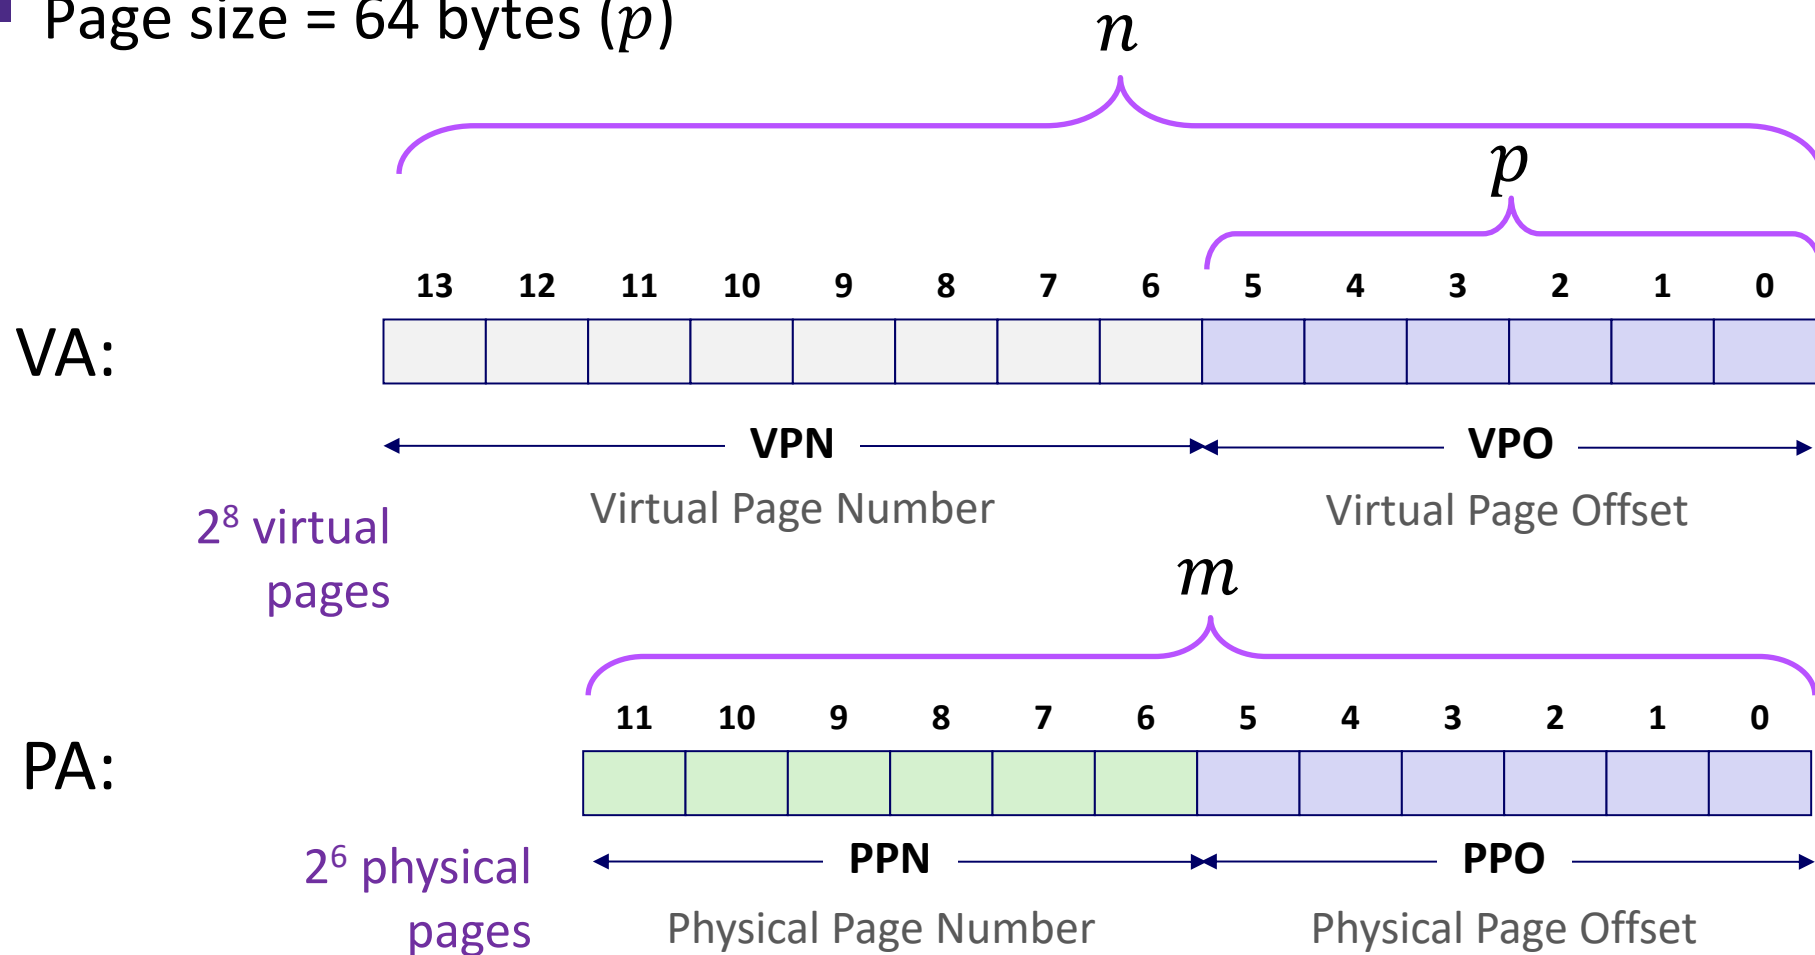 Page size = 64 bytes (p)
n
p
13 12 11 10 9 8 7 6 5 4 3 2 1 0
VA:
VPN VPO
Virtual Page Number Virtual Page Offset
2⁸ virtual
pages
m
11 10 9 8 7 6 5 4 3 2 1 0
PA:
PPN PPO
2⁶ physical
pages
Physical Page Number Physical Page Offset